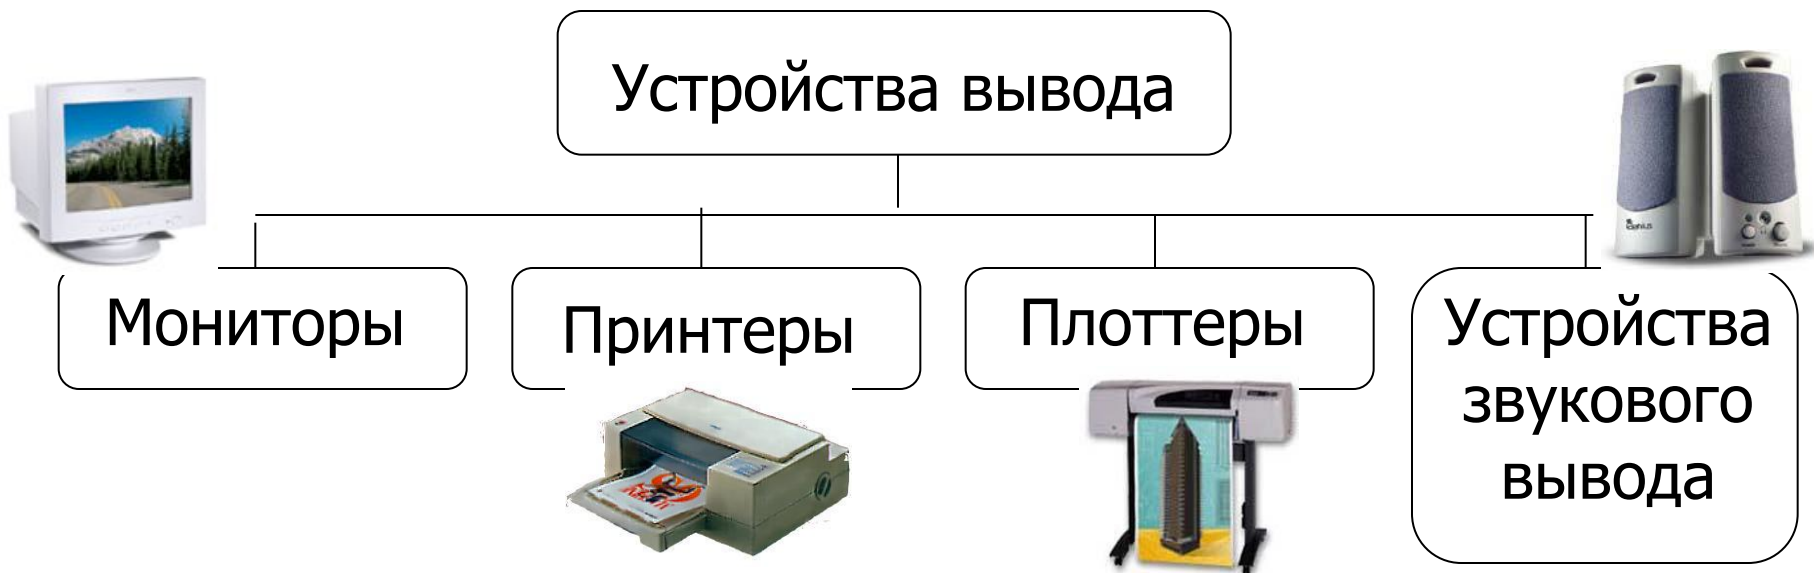 Устройства вывода
Мониторы
Принтеры
Плоттеры
Устройства
звукового
вывода